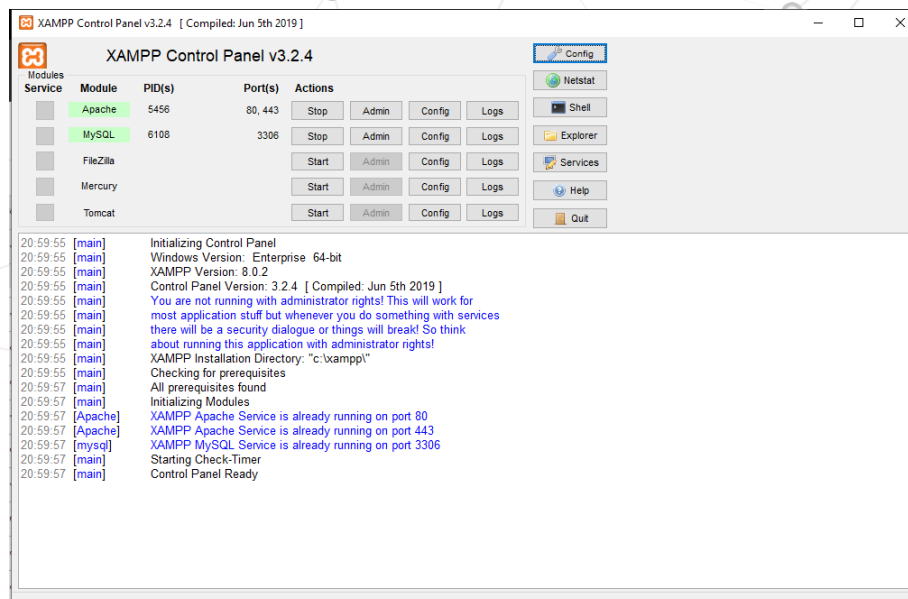 XAMPP Control Panel v3.2.4 [ Compiled: Jun 5th 2019 ]
XAMPP Control Panel v3.2.4
Config
Modules
Service Module PID(s) Port(s) Actions
Netstat
Apache 5456 80, 443 Stop Admin Config Logs
Shell
MySQL 6108 3306 Stop Admin Config Logs
Explorer
FileZilla Start Admin Config Logs
Services
Mercury Start Admin Config Logs
Help
Tomcat Start Admin Config Logs
Quit
20:59:55 [main] Initializing Control Panel
20:59:55 [main] Windows Version: Enterprise 64-bit
20:59:55 [main] XAMPP Version: 8.0.2
20:59:55 [main] Control Panel Version: 3.2.4 [ Compiled: Jun 5th 2019 ]
20:59:55 [main] You are not running with administrator rights! This will work for
20:59:55 [main] most application stuff but whenever you do something with services
20:59:55 [main] there will be a security dialogue or things will break! So think
20:59:55 [main] about running this application with administrator rights!
20:59:55 [main] XAMPP Installation Directory: "c:\xampp\"
20:59:55 [main] Checking for prerequisites
20:59:57 [main] All prerequisites found
20:59:57 [main] Initializing Modules
20:59:57 [Apache] XAMPP Apache Service is already running on port 80
20:59:57 [Apache] XAMPP Apache Service is already running on port 443
20:59:57 [mysql] XAMPP MySQL Service is already running on port 3306
20:59:57 [main] Starting Check-Timer
20:59:57 [main] Control Panel Ready